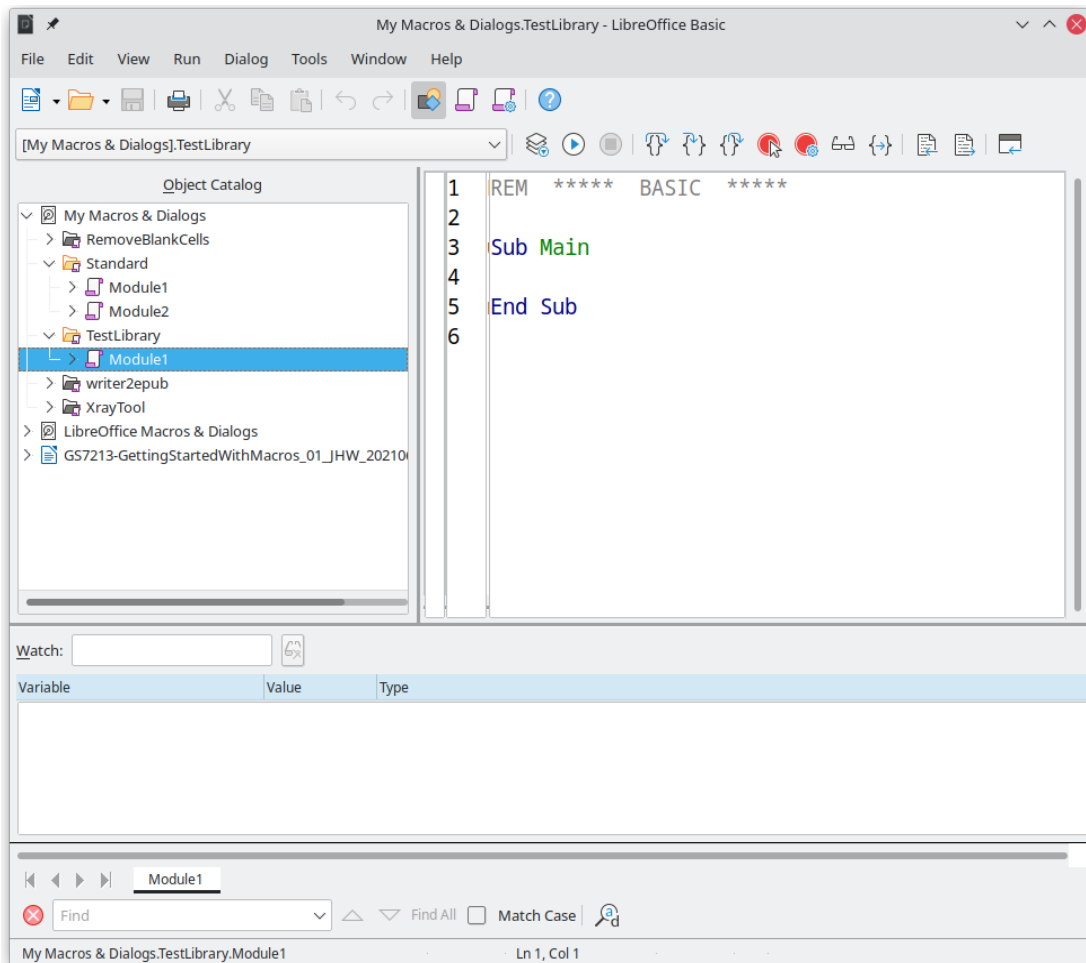 My Macros & Dialogs.TestLibrary - LibreOffice Basic
File Edit View Run Dialog Tools Window Help
[My Macros & Dialogs].TestLibrary
Object Catalog
My Macros & Dialogs
RemoveBlankCells
Standard
Module1
Module2
TestLibrary
Module1
writer2epub
XrayTool
LibreOffice Macros & Dialogs
GS7213-GettingStartedWithMacros_01_JHW_20210
1 REM ***** BASIC *****
2
3 Sub Main
4
5 End Sub
6
Watch:
Variable Value Type
Module1
Find Find All Match Case
My Macros & Dialogs.TestLibrary.Module1 Ln 1, Col 1